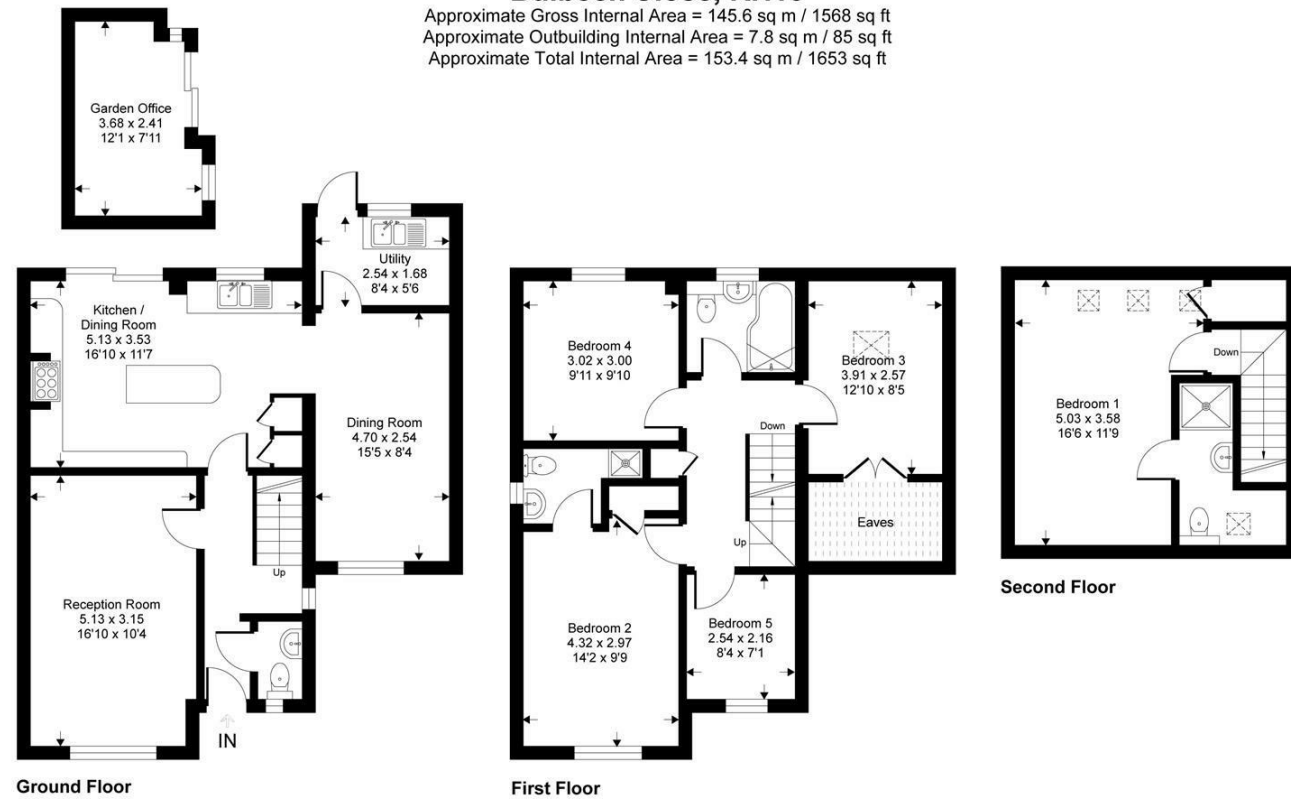 Approximate Gross Internal Area = 145.6 sq m / 1568 sq ft
Approximate Outbuilding Internal Area = 7.8 sq m / 85 sq ft
Approximate Total Internal Area = 153.4 sq m / 1653 sq ft
Garden Office
3.68 x 2.41
12'1 x 7'11
Utility
2.54 x 1.68
8'4 x 5'6
Kitchen /
Dining Room
5.13 x 3.53
16'10 x 11'7
Dining Room
4.70 x 2.54
15'5 x 8'4
Up
Reception Room
5.13 x 3.15
16'10 x 10'4
IN
Ground Floor
Bedroom 4
3.02 x 3.00
9'11 x 9'10
Bedroom 3
3.91 x 2.57
12'10 x 8'5
Down
Eaves
Up
Bedroom 2
4.32 x 2.97
14'2 x 9'9
Bedroom 5
2.54 x 2.16
8'4 x 7'1
First Floor
Down
Bedroom 1
5.03 x 3.58
16'6 x 11'9
Second Floor